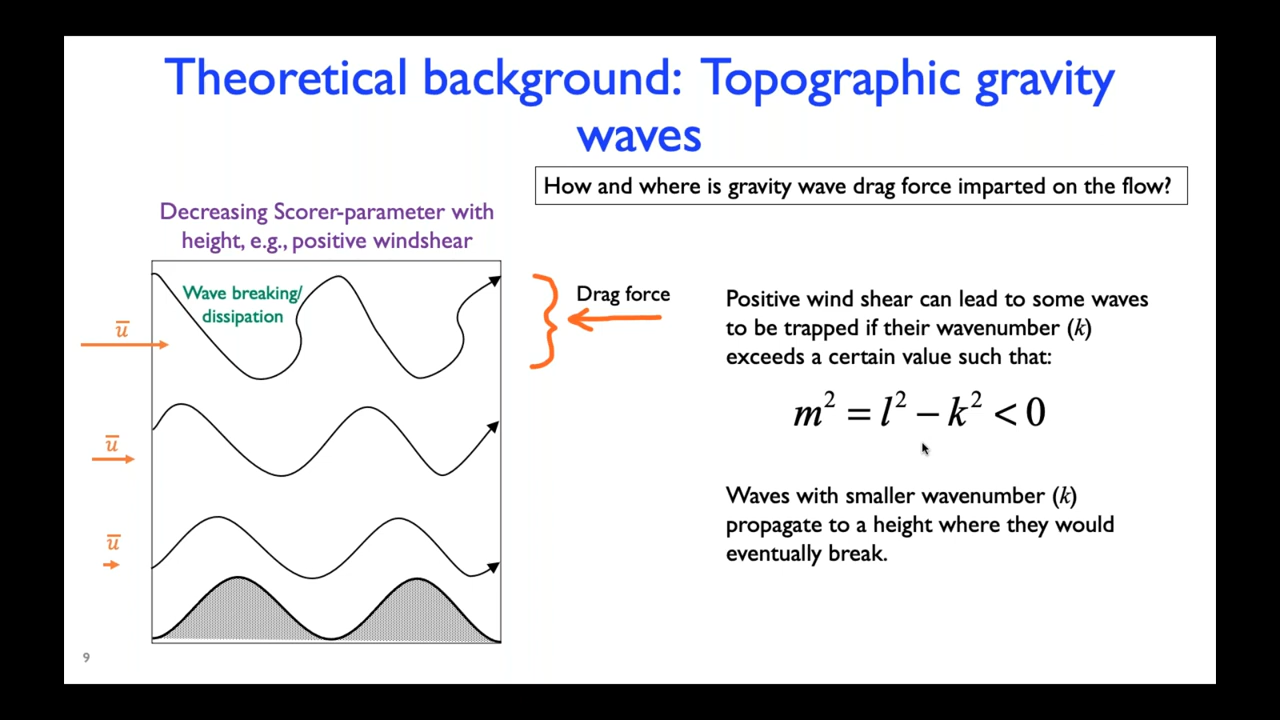 Theoretical background: Topographic gravity
waves
How and where is gravity wave drag force imparted on the flow?
Decreasing Scorer-parameter with
height, e.g., positive windshear
Wave breaking/
dissipation
Drag force
u̅
u̅
u̅
Positive wind shear can lead to some waves
to be trapped if their wavenumber (k)
exceeds a certain value such that:
m² = l² − k² < 0
Waves with smaller wavenumber (k)
propagate to a height where they would
eventually break.
9